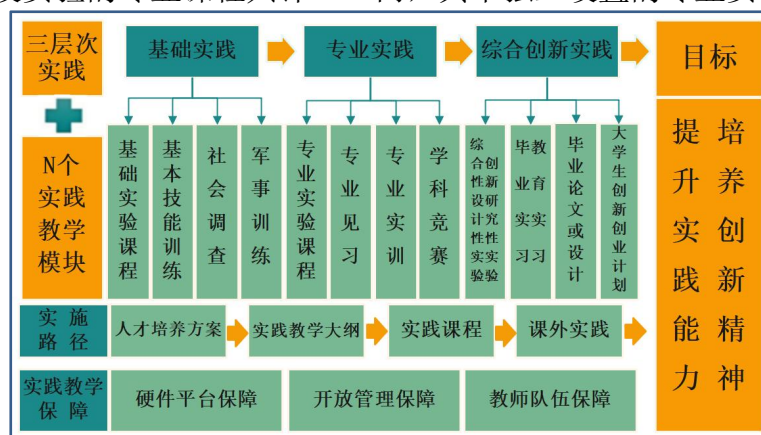 三层次
实践
基础实践
专业实践
综合创新实践
目标
N个
实践
教学
模块
基础实验课程
基本技能训练
社会调查
军事训练
专业实验课程
专业见习
专业实训
学科竞赛
综合性设计性实验
创新研究性实验
毕业实习
教育实习
毕业论文或设计
大学生创新创业计划
培养创新精神
提升实践能力
实施
路径
人才培养方案
实践教学大纲
实践课程
课外实践
实践教学
保障
硬件平台保障
开放管理保障
教师队伍保障